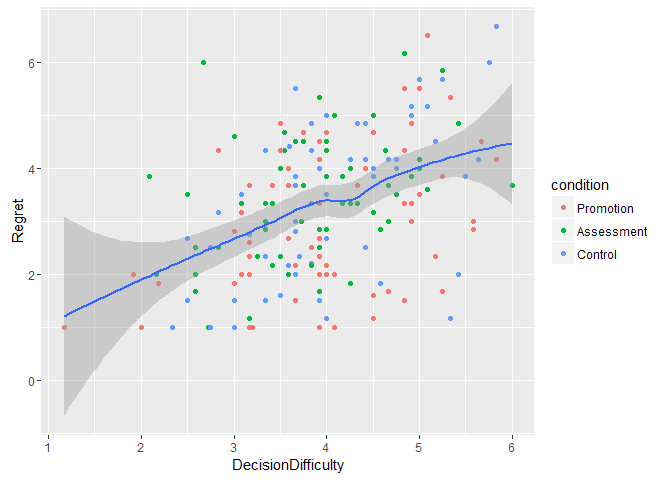 6
4
2
0
Regret
1
2
3
4
5
6
DecisionDifficulty
condition
Promotion
Assessment
Control